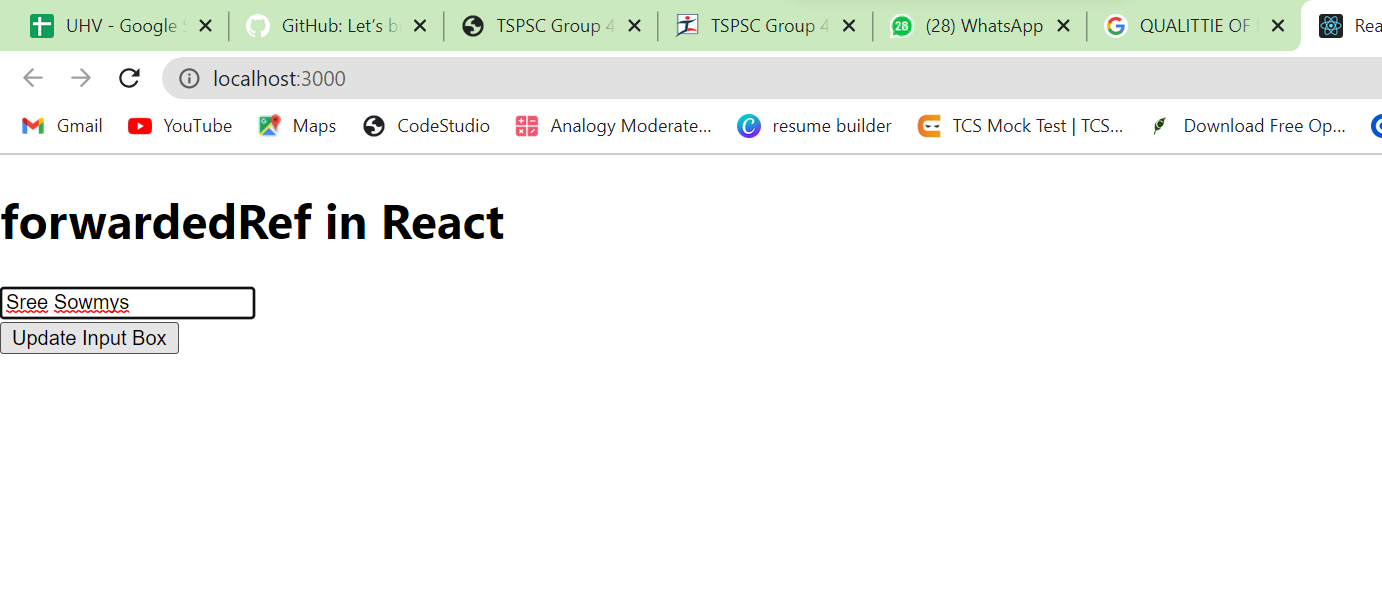 UHV - Google S GitHub: Let's b TSPSC Group 4 TSPSC Group 4 28 (28) WhatsApp QUALITTIE OF Rea
localhost:3000
Gmail YouTube Maps CodeStudio Analogy Moderate... resume builder TCS Mock Test | TCS... Download Free Op...
forwardedRef in React
Sree Sowmys
Update Input Box